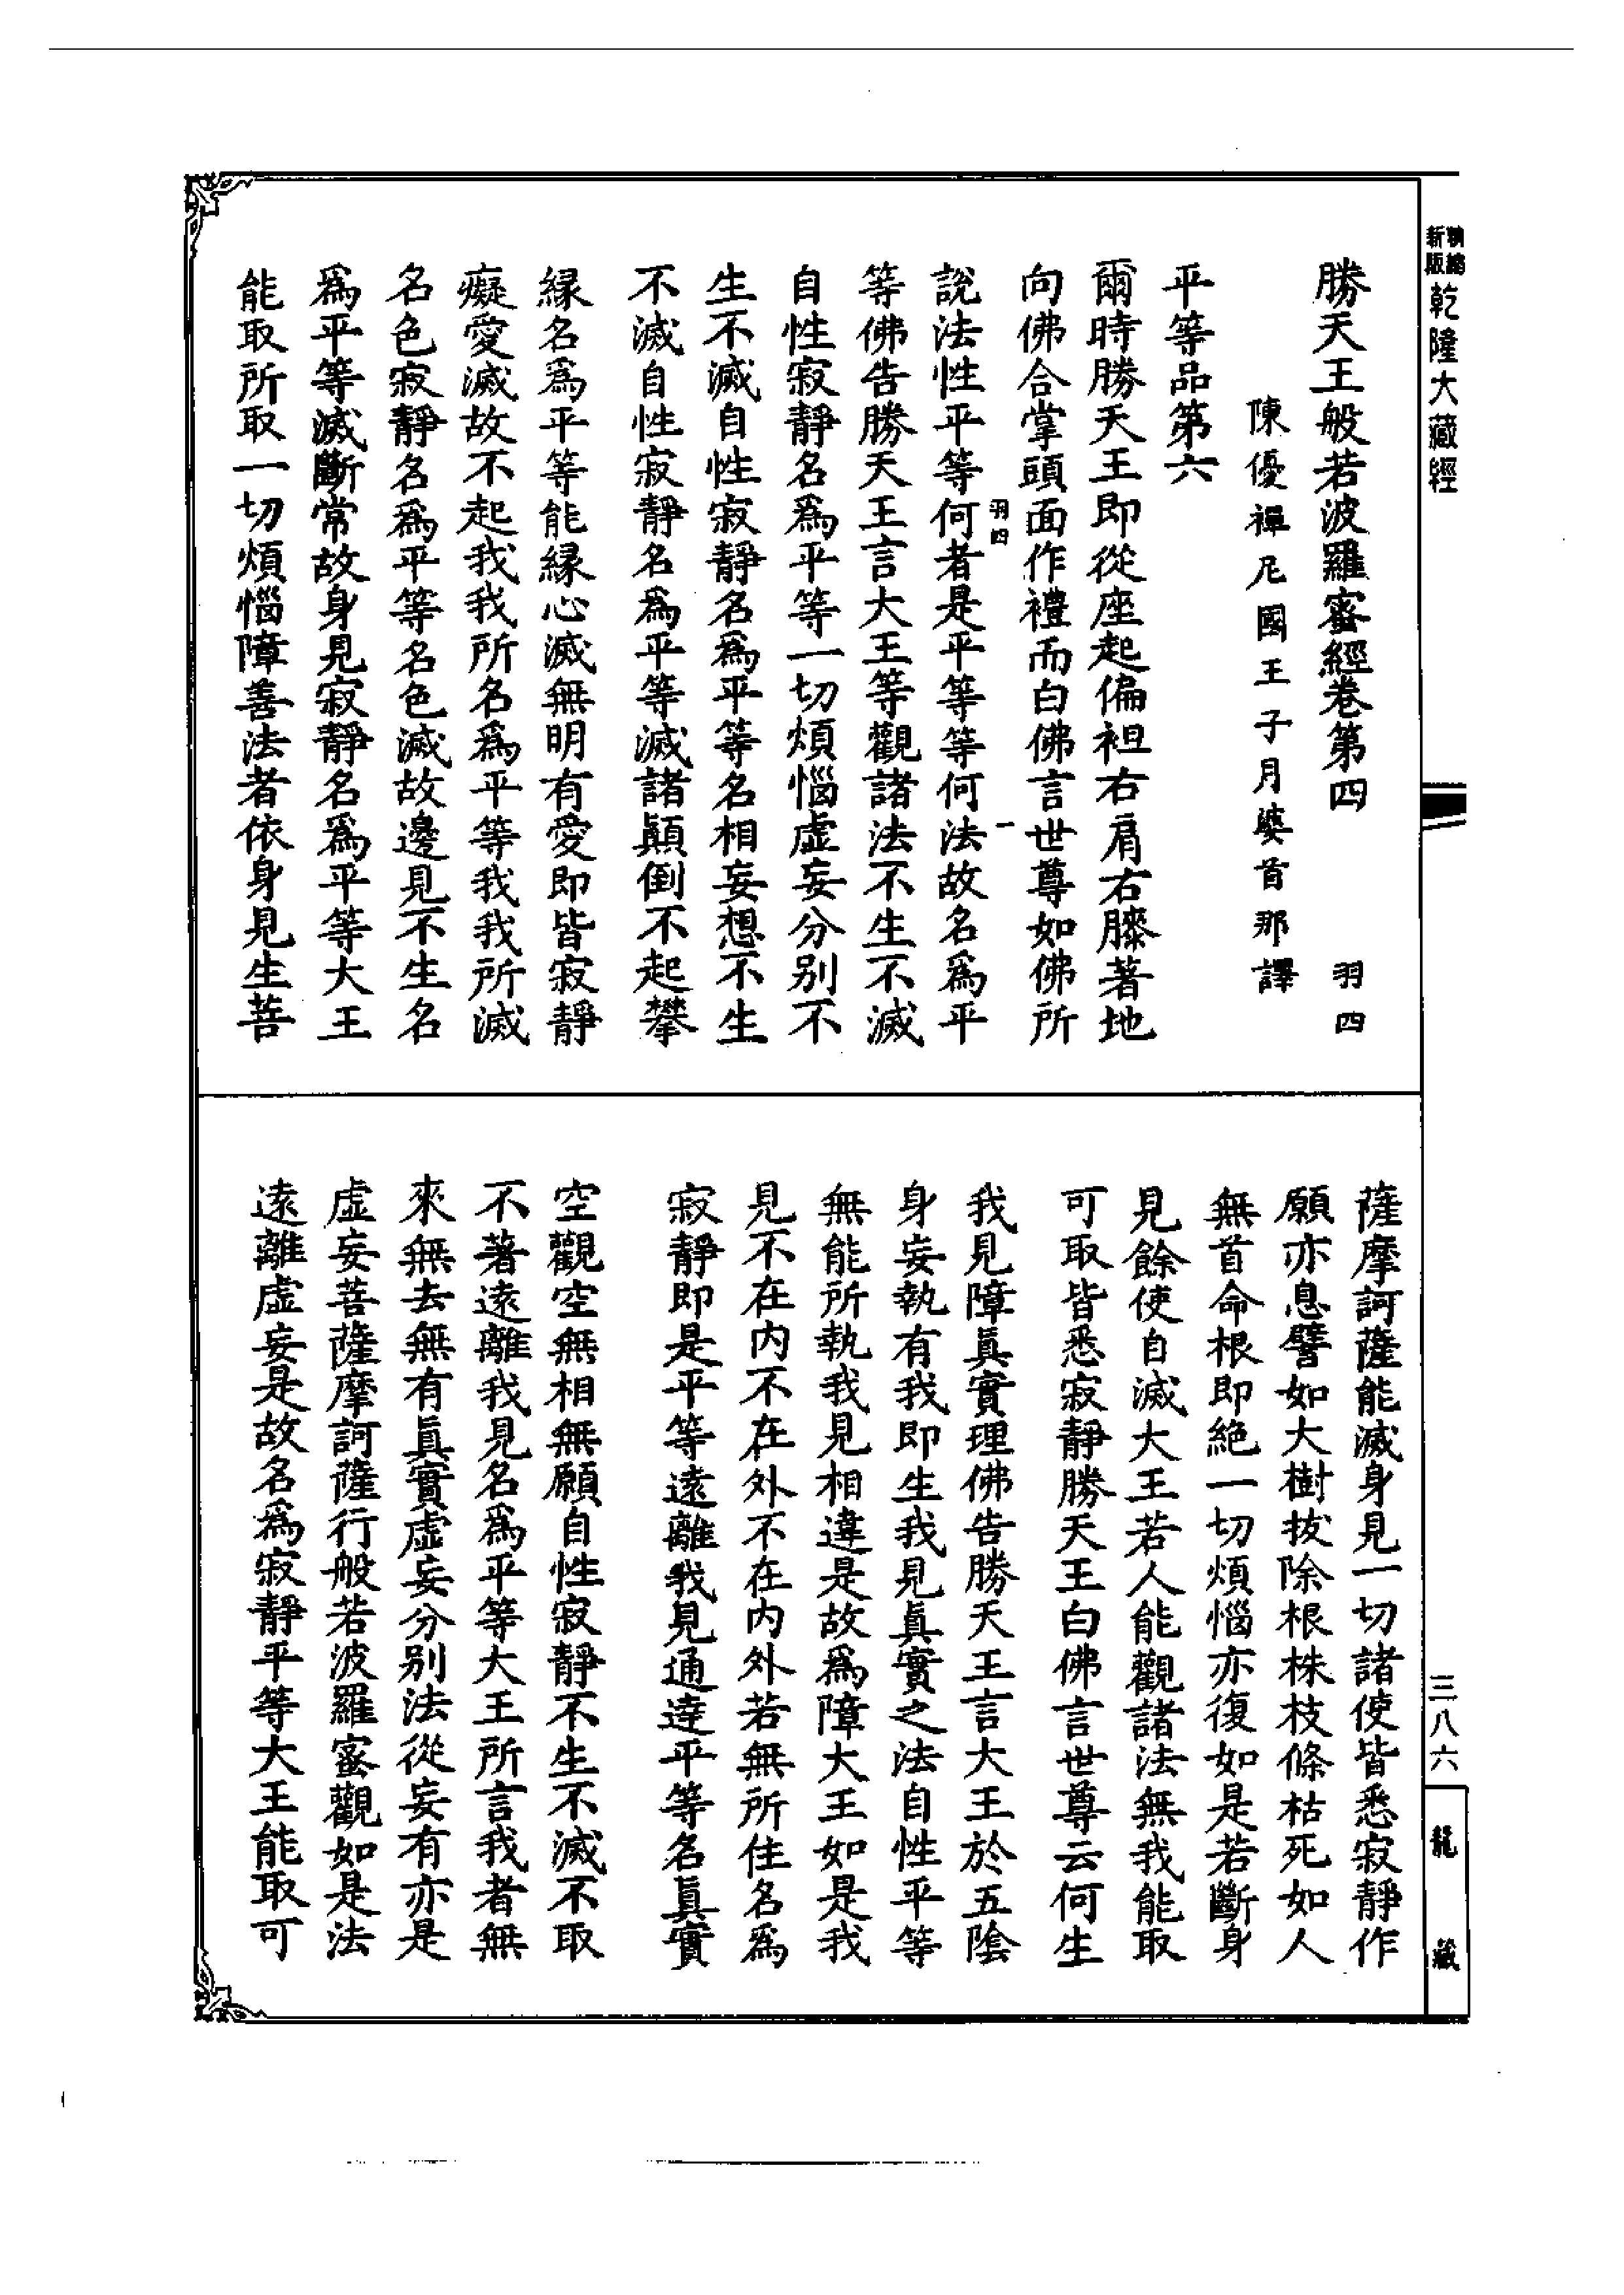 新版
精縮
乾隆大藏經
勝天王般若波羅蜜經卷第四 羽四
陳優禪尼國王子月婆首那譯
平等品第六
爾時勝天王即從座起偏袒右肩右膝著地
向佛合掌頭面作禮而白佛言世尊如佛所
羽四 一
說法性平等何者是平等等何法故名為平
等佛告勝天王言大王等觀諸法不生不滅
自性寂靜名為平等一切煩惱虛妄分別不
生不滅自性寂靜名為平等名相妄想不生
不滅自性寂靜名為平等滅諸顛倒不起攀
緣名為平等能緣心滅無明有愛即皆寂靜
癡愛滅故不起我我所名為平等我我所滅
名色寂靜名為平等名色滅故邊見不生名
為平等滅斷常故身見寂靜名為平等大王
能取所取一切煩惱障善法者依身見生菩
薩摩訶薩能滅身見一切諸使皆悉寂靜作
願亦息譬如大樹拔除根株枝條枯死如人
無首命根即絕一切煩惱亦復如是若斷身
見餘使自滅大王若人能觀諸法無我能取
可取皆悉寂靜勝天王白佛言世尊云何生
我見障眞實理佛告勝天王言大王於五陰
身妄執有我即生我見眞實之法自性平等
無能所執我見相違是故為障大王如是我
見不在內不在外不在內外若無所住名為
寂靜即是平等遠離我見通達平等名眞實
空觀空無相無願自性寂靜不生不滅不取
不著遠離我見名為平等大王所言我者無
來無去無有眞實虛妄分別法從妄有亦是
虛妄菩薩摩訶薩行般若波羅蜜觀如是法
遠離虛妄是故名為寂靜平等大王能取可
三八六
龍藏